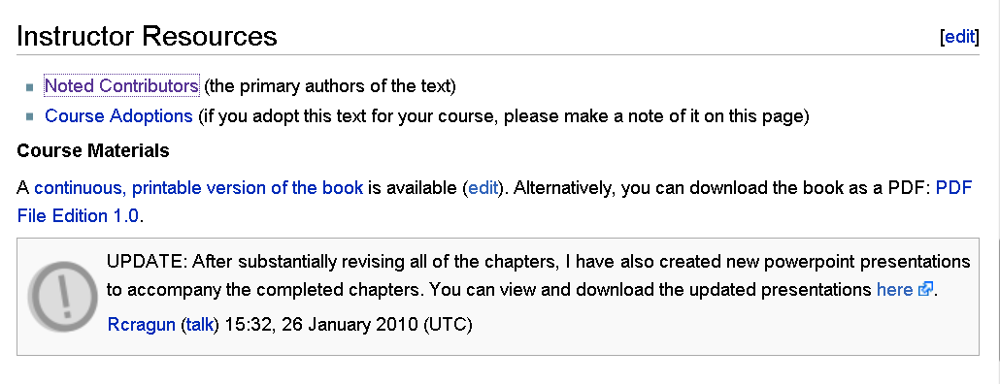 Instructor Resources [edit]
Noted Contributors (the primary authors of the text)
Course Adoptions (if you adopt this text for your course, please make a note of it on this page)
Course Materials
A continuous, printable version of the book is available (edit). Alternatively, you can download the book as a PDF: PDF
File Edition 1.0.
UPDATE: After substantially revising all of the chapters, I have also created new powerpoint presentations
to accompany the completed chapters. You can view and download the updated presentations here.
Rcragun (talk) 15:32, 26 January 2010 (UTC)